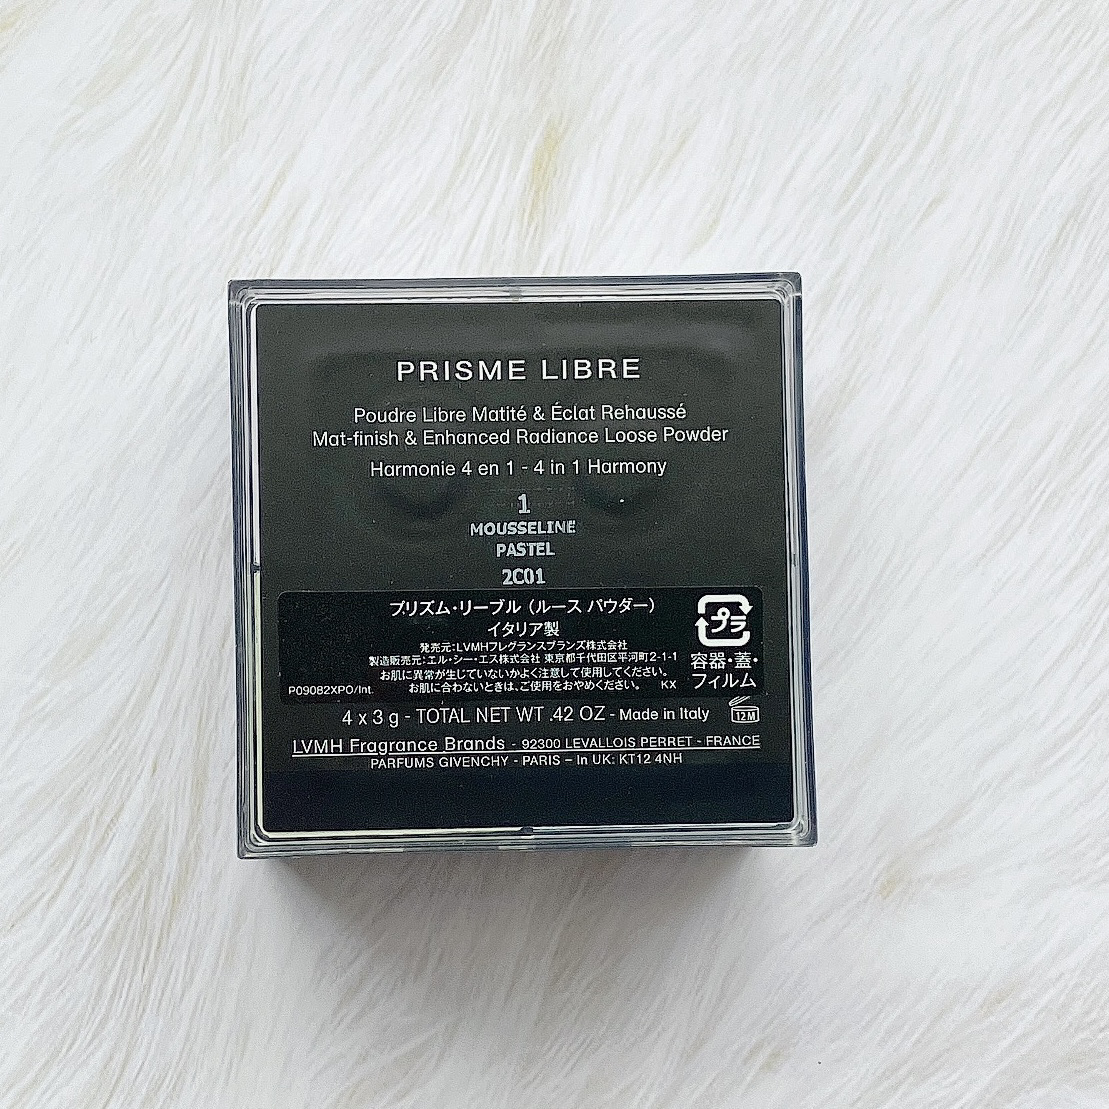 PRISME LIBRE
Poudre Libre Matité & Éclat Rehaussé
Mat-finish & Enhanced Radiance Loose Powder
Harmonie 4 en 1 - 4 in 1 Harmony
1
MOUSSELINE
PASTEL
2C01
プリズム・リーブル（ルース パウダー）
イタリア製
発売元：LVMHフレグランスブランズ株式会社
製造販売元：エル・シー・エス株式会社 東京都千代田区平河町2-1-1
お肌に異常が生じていないかよく注意して使用してください。
お肌に合わないときは、ご使用をおやめください。 KX
P09082XPO/Int.
プラ
容器・蓋・
フィルム
4 x 3 g - TOTAL NET WT .42 OZ - Made in Italy
12M
LVMH Fragrance Brands - 92300 LEVALLOIS PERRET - FRANCE
PARFUMS GIVENCHY - PARIS – In UK: KT12 4NH